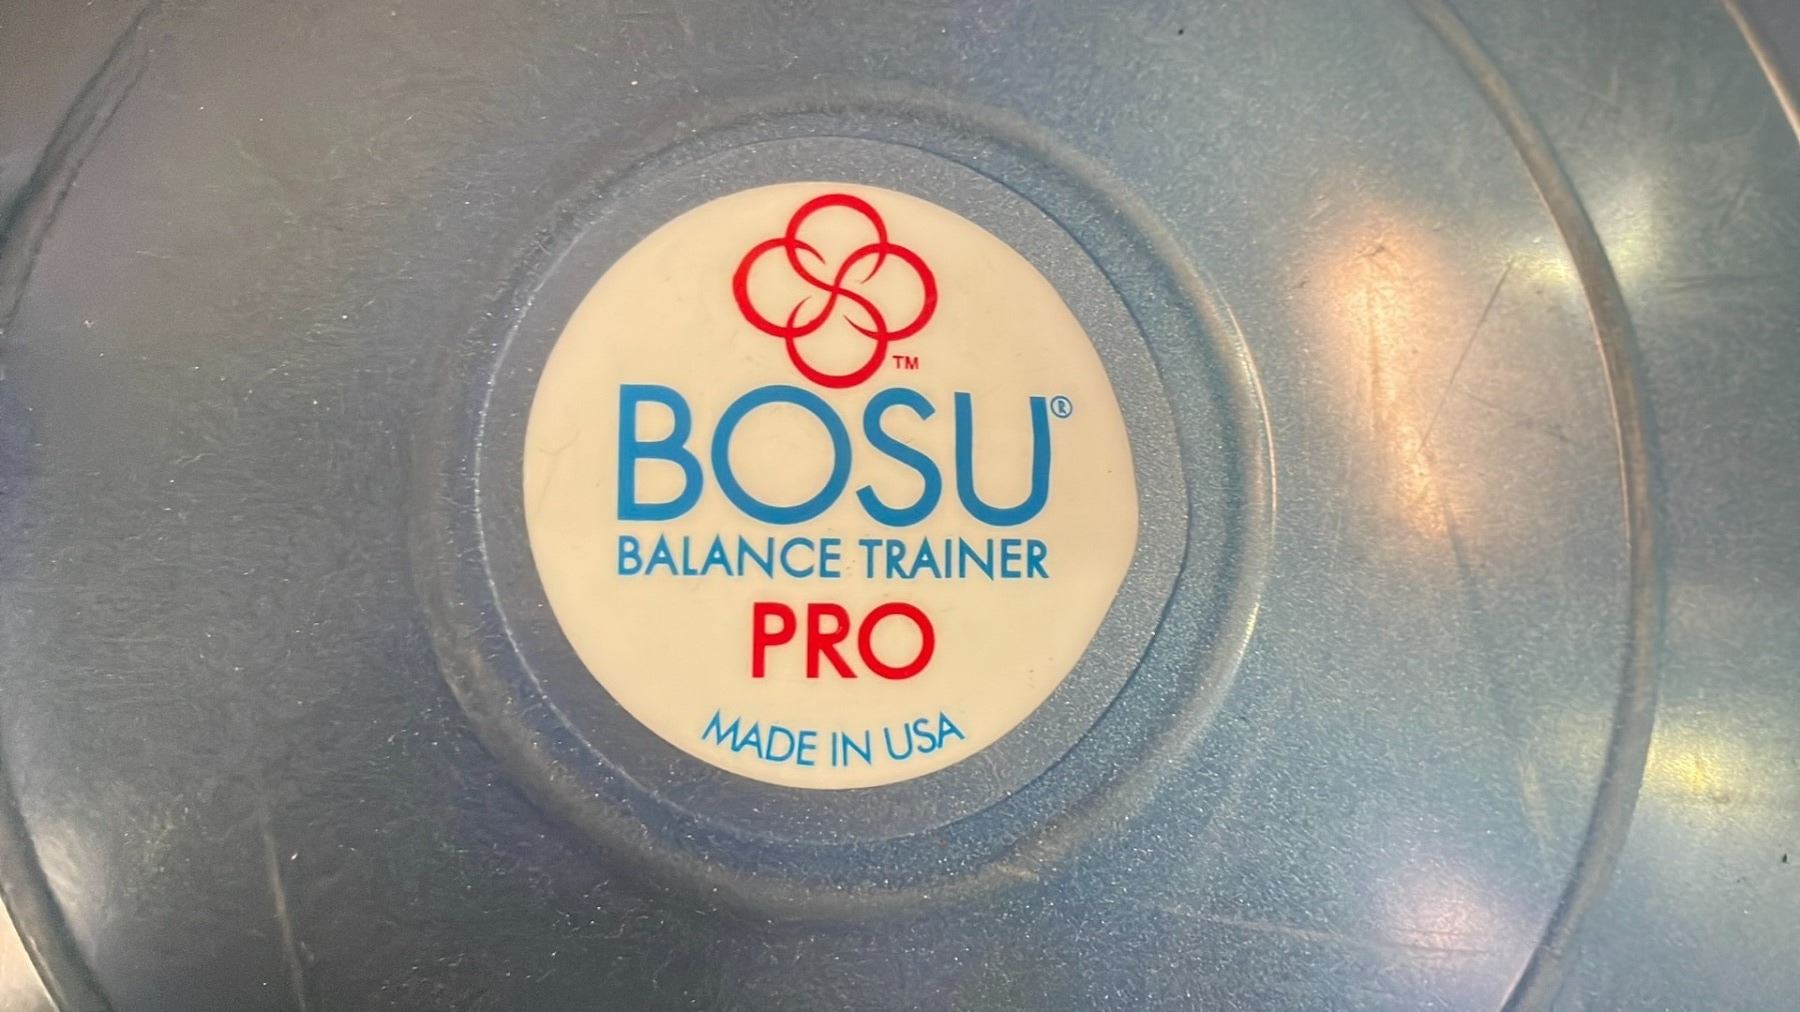 TM
BOSU®
BALANCE TRAINER
PRO
MADE IN USA